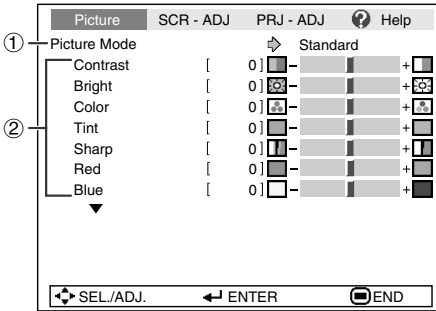 Picture SCR - ADJ PRJ - ADJ ? Help
① Picture Mode Standard
② Contrast [ 0 ] - +
Bright [ 0 ] - +
Color [ 0 ] - +
Tint [ 0 ] - +
Sharp [ 0 ] - +
Red [ 0 ] - +
Blue [ 0 ] - +
SEL./ADJ. ENTER END